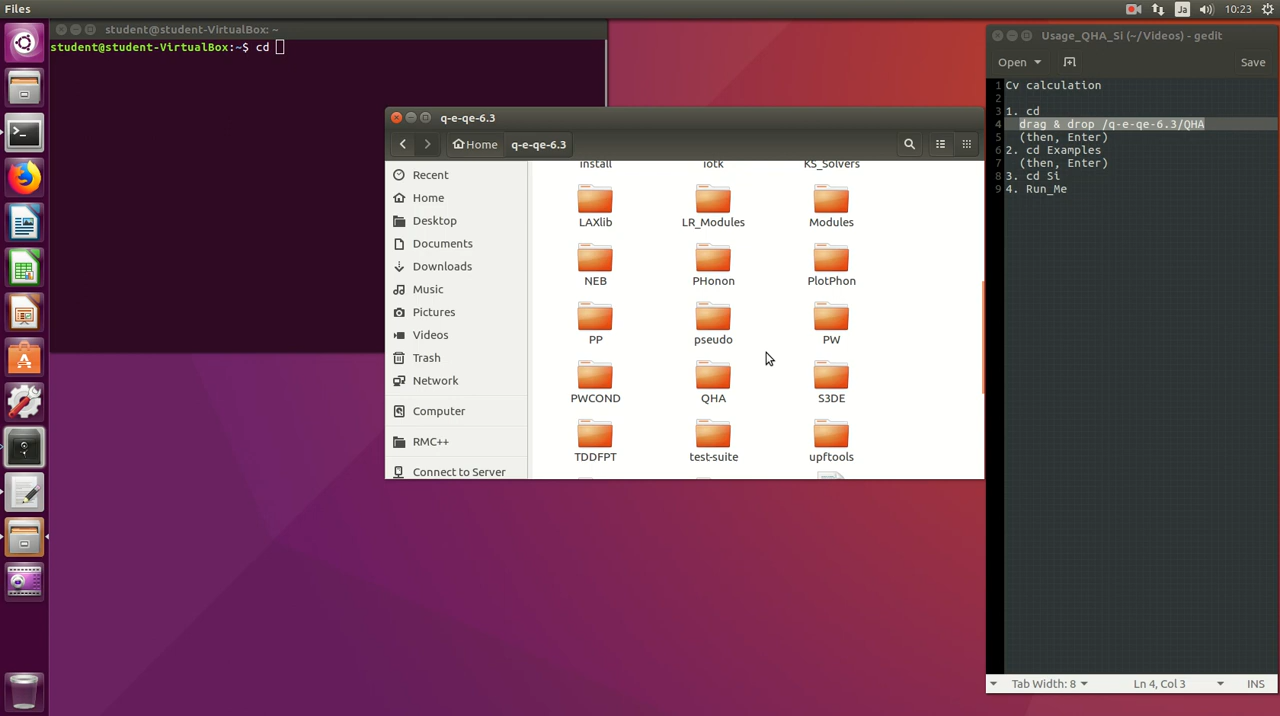 Files
Ja
10:23
student@student-VirtualBox: ~
student@student-VirtualBox:~$ cd
q-e-qe-6.3
Home
q-e-qe-6.3
Recent
Home
Desktop
Documents
Downloads
Music
Pictures
Videos
Trash
Network
Computer
RMC++
Connect to Server
install
iotk
KS_Solvers
LAXlib
LR_Modules
Modules
NEB
PHonon
PlotPhon
PP
pseudo
PW
PWCOND
QHA
S3DE
TDDFPT
test-suite
upftools
Usage_QHA_Si (~/Videos) - gedit
Open
Save
1 Cv calculation
2
3 1. cd
4 drag & drop /q-e-qe-6.3/QHA
5 (then, Enter)
6 2. cd Examples
7 (then, Enter)
8 3. cd Si
9 4. Run_Me
Tab Width: 8
Ln 4, Col 3
INS